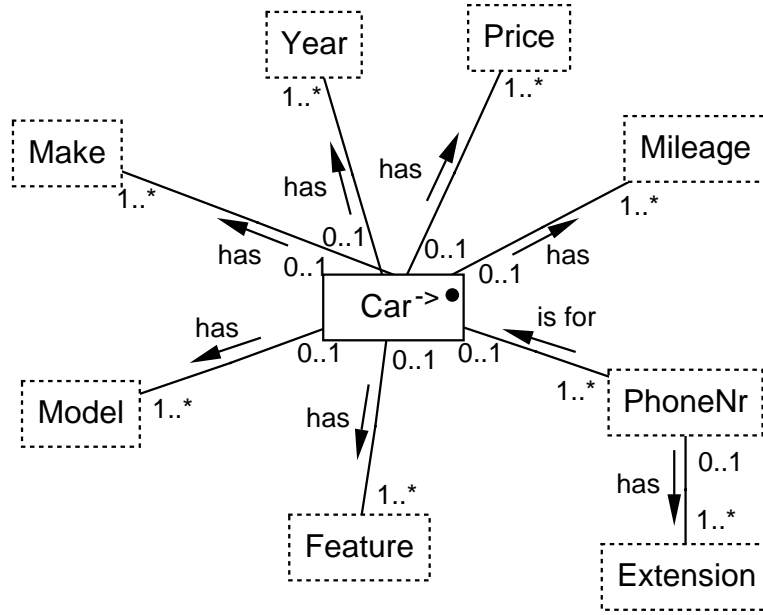 Year
Price
1..*
1..*
Make
Mileage
has
has
1..*
1..*
has
0..1
0..1
0..1
0..1
has
Car -> ●
is for
has
0..1
0..1
0..1
Model
1..*
1..*
PhoneNr
has
0..1
has
1..*
1..*
Feature
Extension